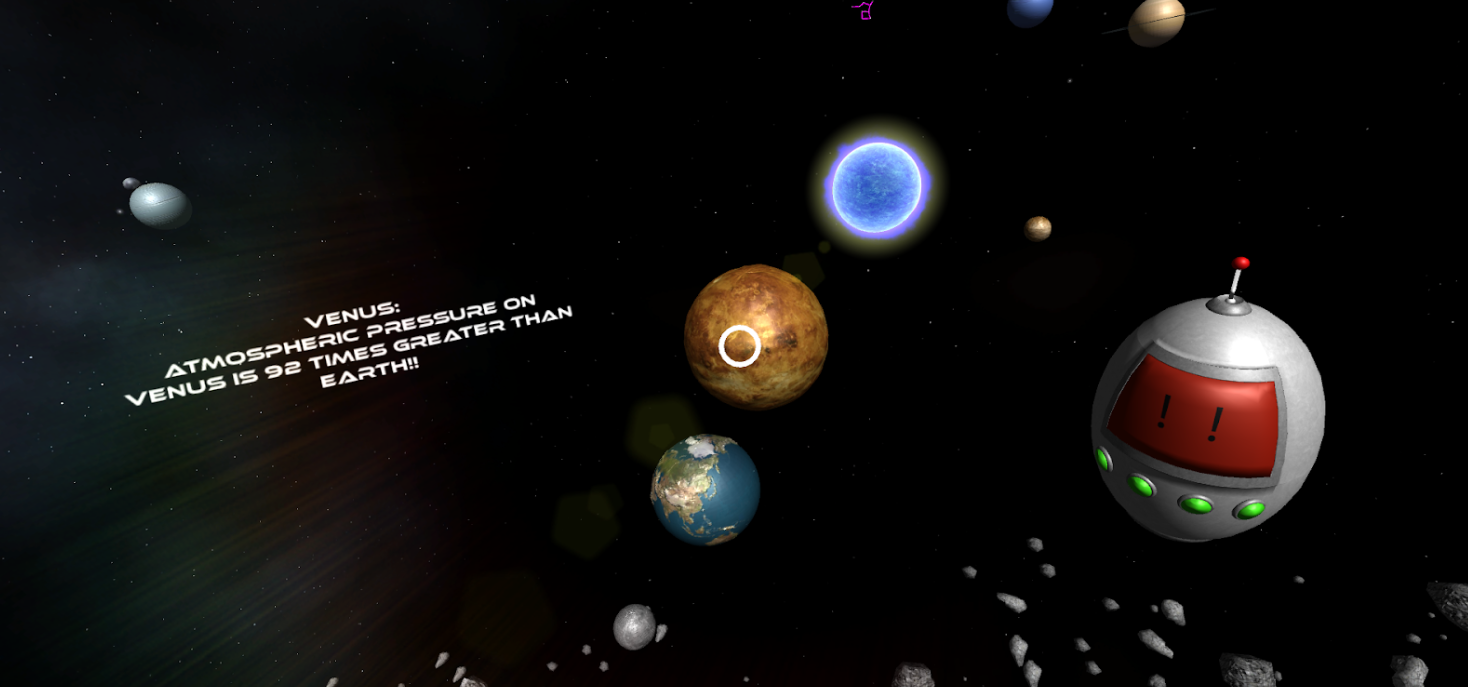 VENUS:
ATMOSPHERIC PRESSURE ON
VENUS IS 92 TIMES GREATER THAN
EARTH!!
! !